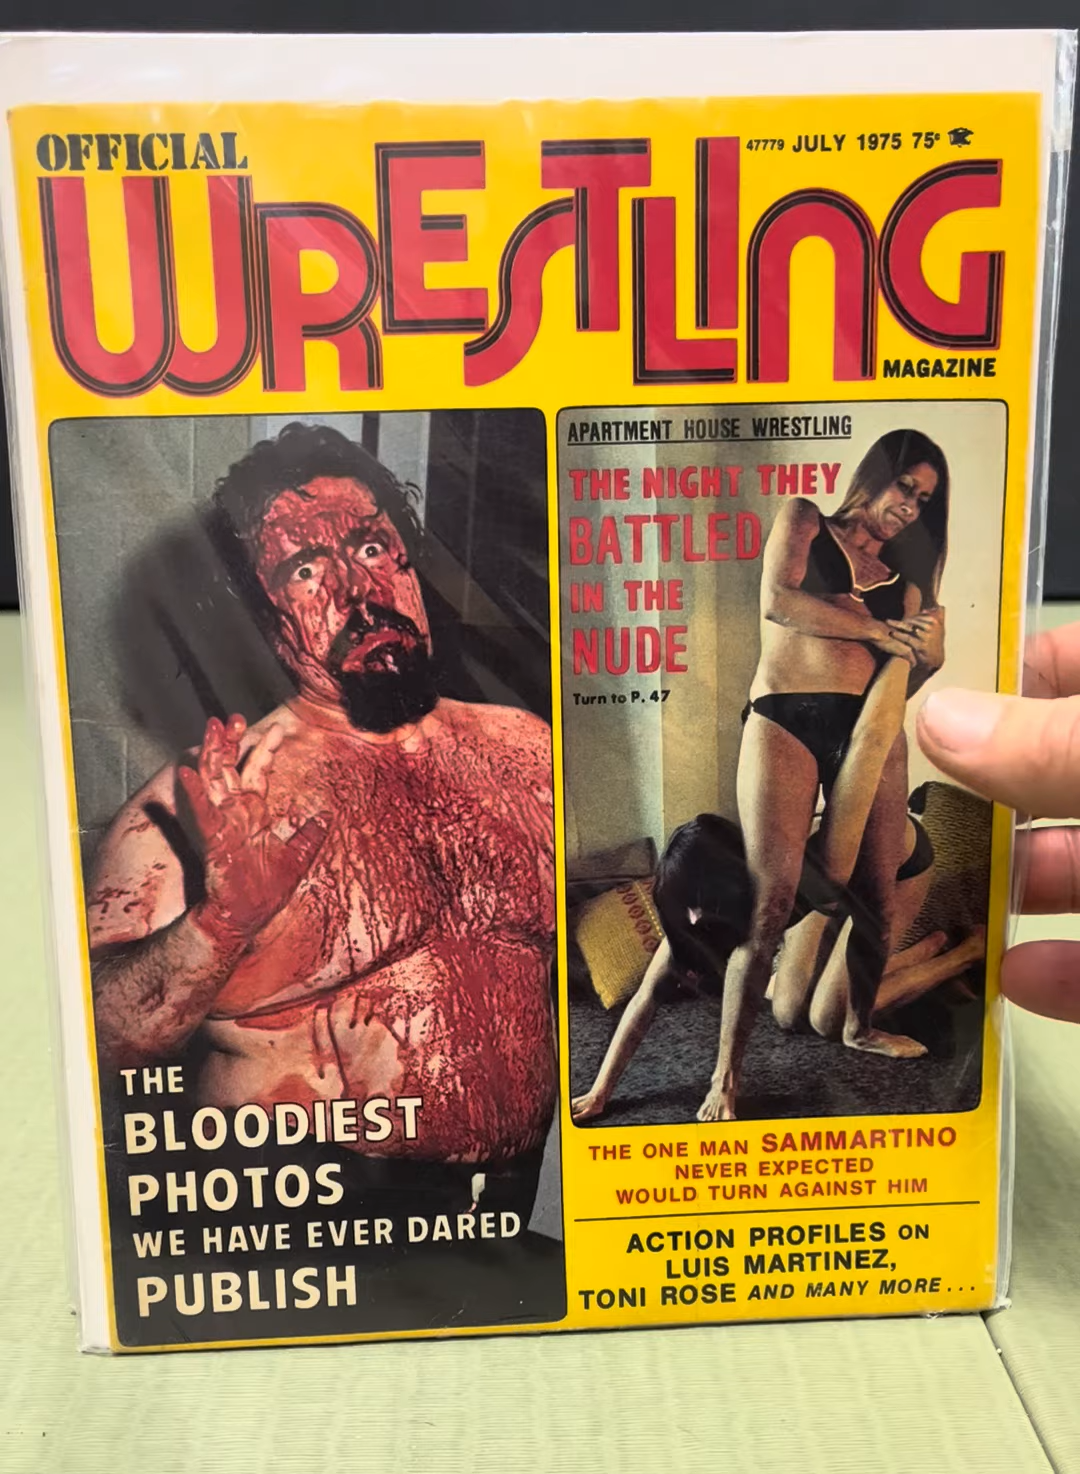 OFFICIAL
WRESTLING
47779 JULY 1975 75¢
MAGAZINE
THE
BLOODIEST
PHOTOS
WE HAVE EVER DARED
PUBLISH
APARTMENT HOUSE WRESTLING
THE NIGHT THEY
BATTLED
IN THE
NUDE
Turn to P. 47
THE ONE MAN SAMMARTINO
NEVER EXPECTED
WOULD TURN AGAINST HIM
ACTION PROFILES ON
LUIS MARTINEZ,
TONI ROSE AND MANY MORE...